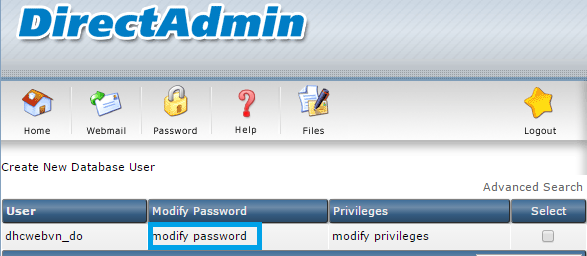 DirectAdmin
Home Webmail Password Help Files Logout
Create New Database User
Advanced Search
User Modify Password Privileges Select
dhcwebvn_do modify password modify privileges